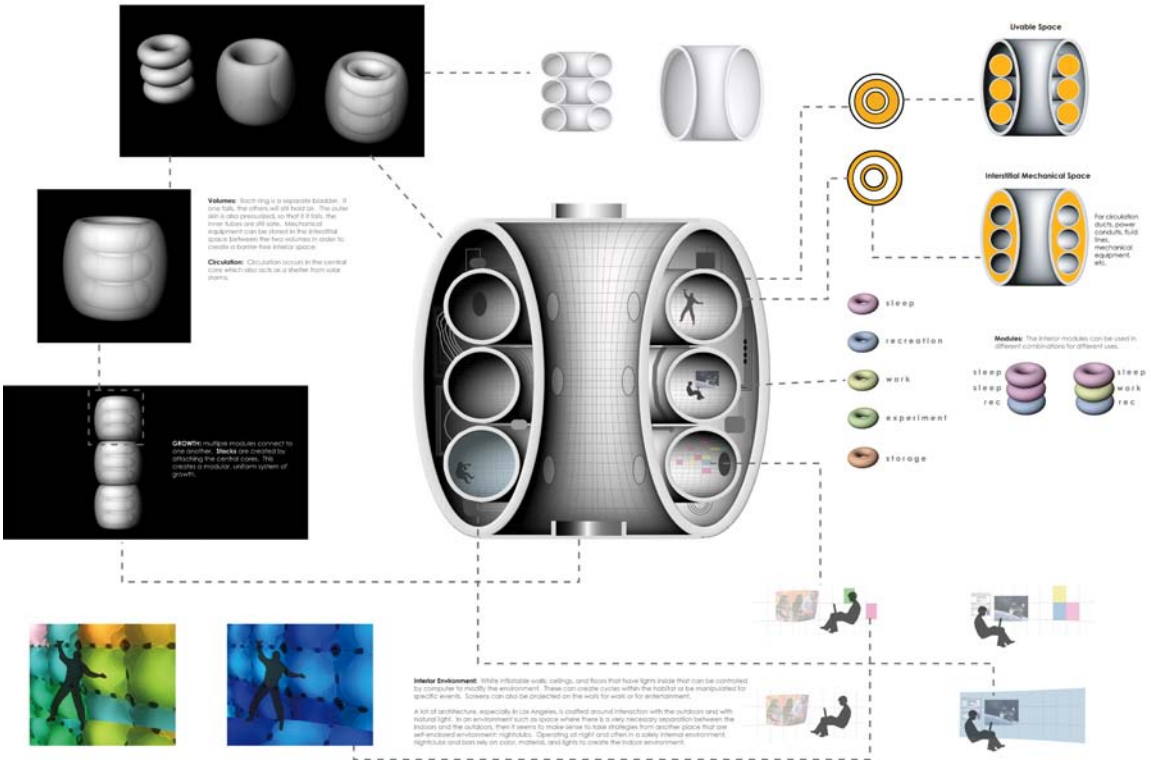 Livable Space
Interstitial Mechanical Space
For circulation
ducts, power
conduits, fluid
lines,
mechanical
equipment,
etc.
Volumes: Each ring is a separate bladder. If
one fails, the others will still hold air. The outer
skin is also pressurized, so that if it fails, the
inner tubes are still safe. Mechanical
equipment can be stored in the interstitial
space between the two volumes in order to
create a barrier free interior space
Circulation: Circulation occurs in the central
core which also acts as a shelter from solar
storms.
sleep
recreation
work
experiment
storage
Modules: The interior modules can be used in
different combinations for different uses.
sleep
sleep
rec
sleep
work
rec
GROWTH: multiple modules connect to
one another. Stacks are created by
attaching the central cores. This
creates a modular, uniform system of
growth.
Interior Environment: White inflatable walls, ceilings, and floors that have lights inside that can be controlled
by computer to modify the environment. These can create cycles within the habitat or be manipulated for
specific events. Screens can also be projected on the walls for work or for entertainment.
A lot of architecture, especially in Los Angeles, is crafted around interaction with the outdoors and with
natural light. In an environment such as space where there is a very necessary separation between the
indoors and the outdoors, then it seems to make sense to take strategies from another place that are
self-enclosed environment: nightclubs. Operating at night and often in a solely internal environment
nightclubs and bars rely on color, material, and lights to create the indoor environment.